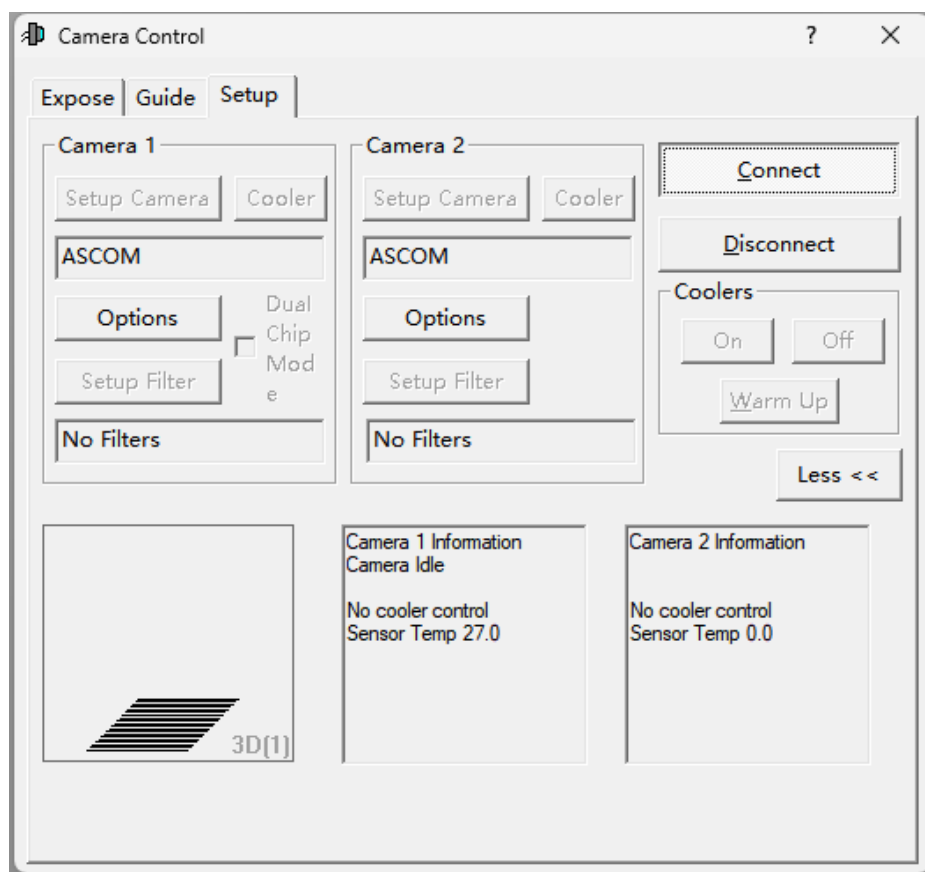 Camera Control
?
Expose Guide Setup
Camera 1
Setup Camera Cooler
ASCOM
Options
Dual
Chip
Mod
e
Setup Filter
No Filters
Camera 2
Setup Camera Cooler
ASCOM
Options
Setup Filter
No Filters
Connect
Disconnect
Coolers
On Off
Warm Up
Less <<
3D(1)
Camera 1 Information
Camera Idle
No cooler control
Sensor Temp 27.0
Camera 2 Information
No cooler control
Sensor Temp 0.0